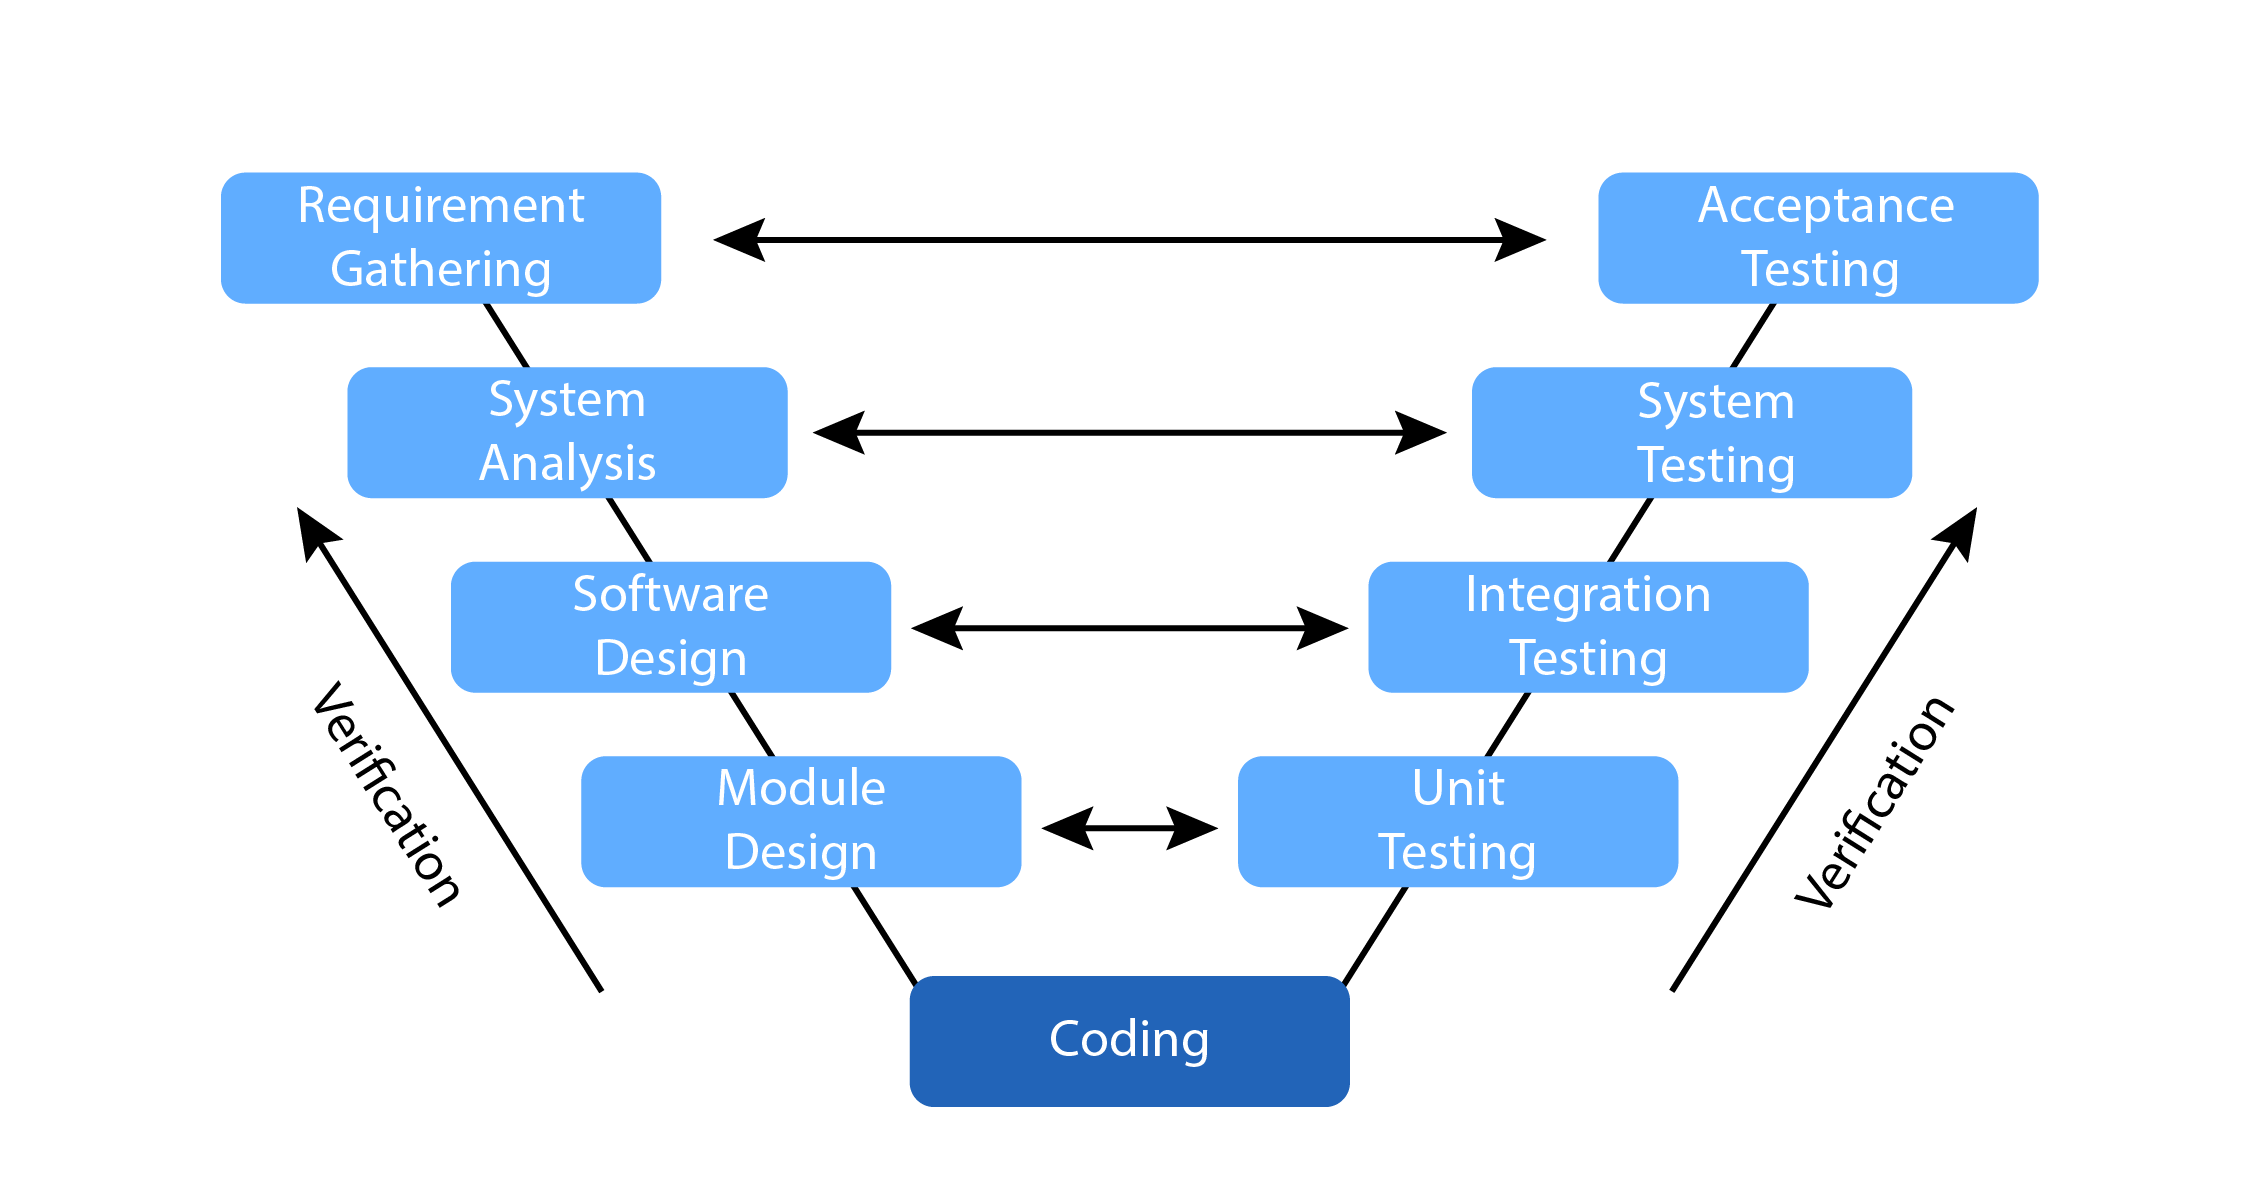 Requirement
Gathering
Acceptance
Testing
System
Analysis
System
Testing
Software
Design
Integration
Testing
Verification
Verification
Module
Design
Unit
Testing
Coding